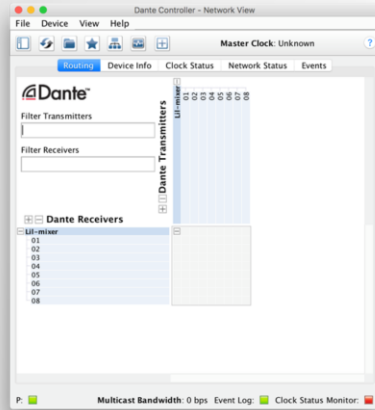 Dante Controller - Network View
File Device View Help
Master Clock: Unknown
?
Routing Device Info Clock Status Network Status Events
Dante™
Filter Transmitters
Filter Receivers
Dante Transmitters
Lil-mixer
01
02
03
04
05
06
07
08
Dante Receivers
Lil-mixer
01
02
03
04
05
06
07
08
P: Multicast Bandwidth: 0 bps Event Log: Clock Status Monitor: